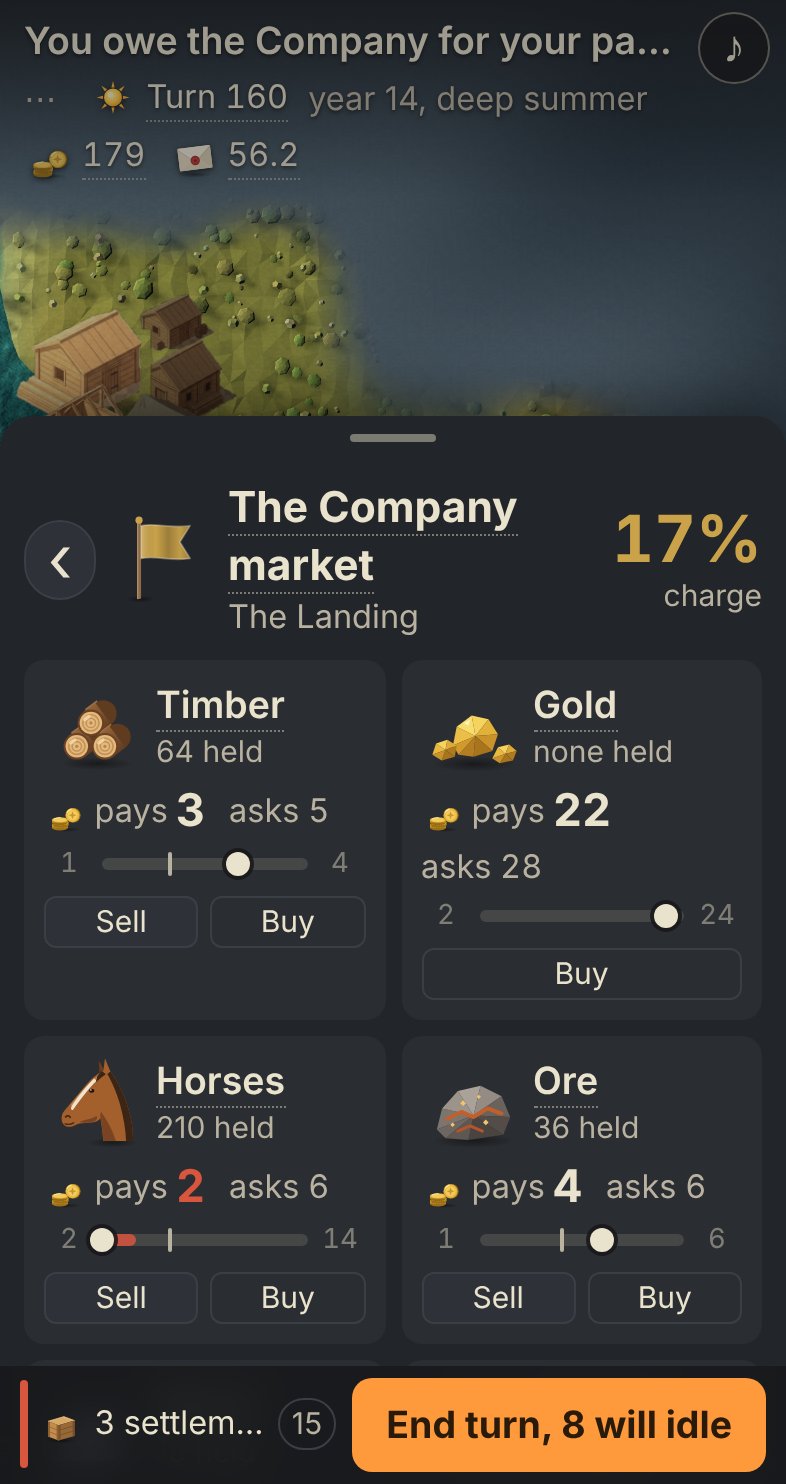 You owe the Company for your pa...
♪
... Turn 160 year 14, deep summer
179 56.2
The Company
market
The Landing
17%
charge
Timber
64 held
pays 3 asks 5
1 4
Sell Buy
Gold
none held
pays 22
asks 28
2 24
Buy
Horses
210 held
pays 2 asks 6
2 14
Sell Buy
Ore
36 held
pays 4 asks 6
1 6
Sell Buy
3 settlem... 15
End turn, 8 will idle